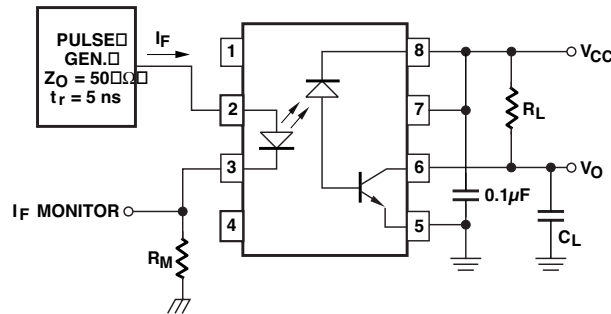 PULSE□
GEN.□
ZO = 50□Ω□
tr = 5 ns
IF
1
2
3
4
8
7
6
5
VCC
RL
VO
0.1µF
CL
IF MONITOR
RM